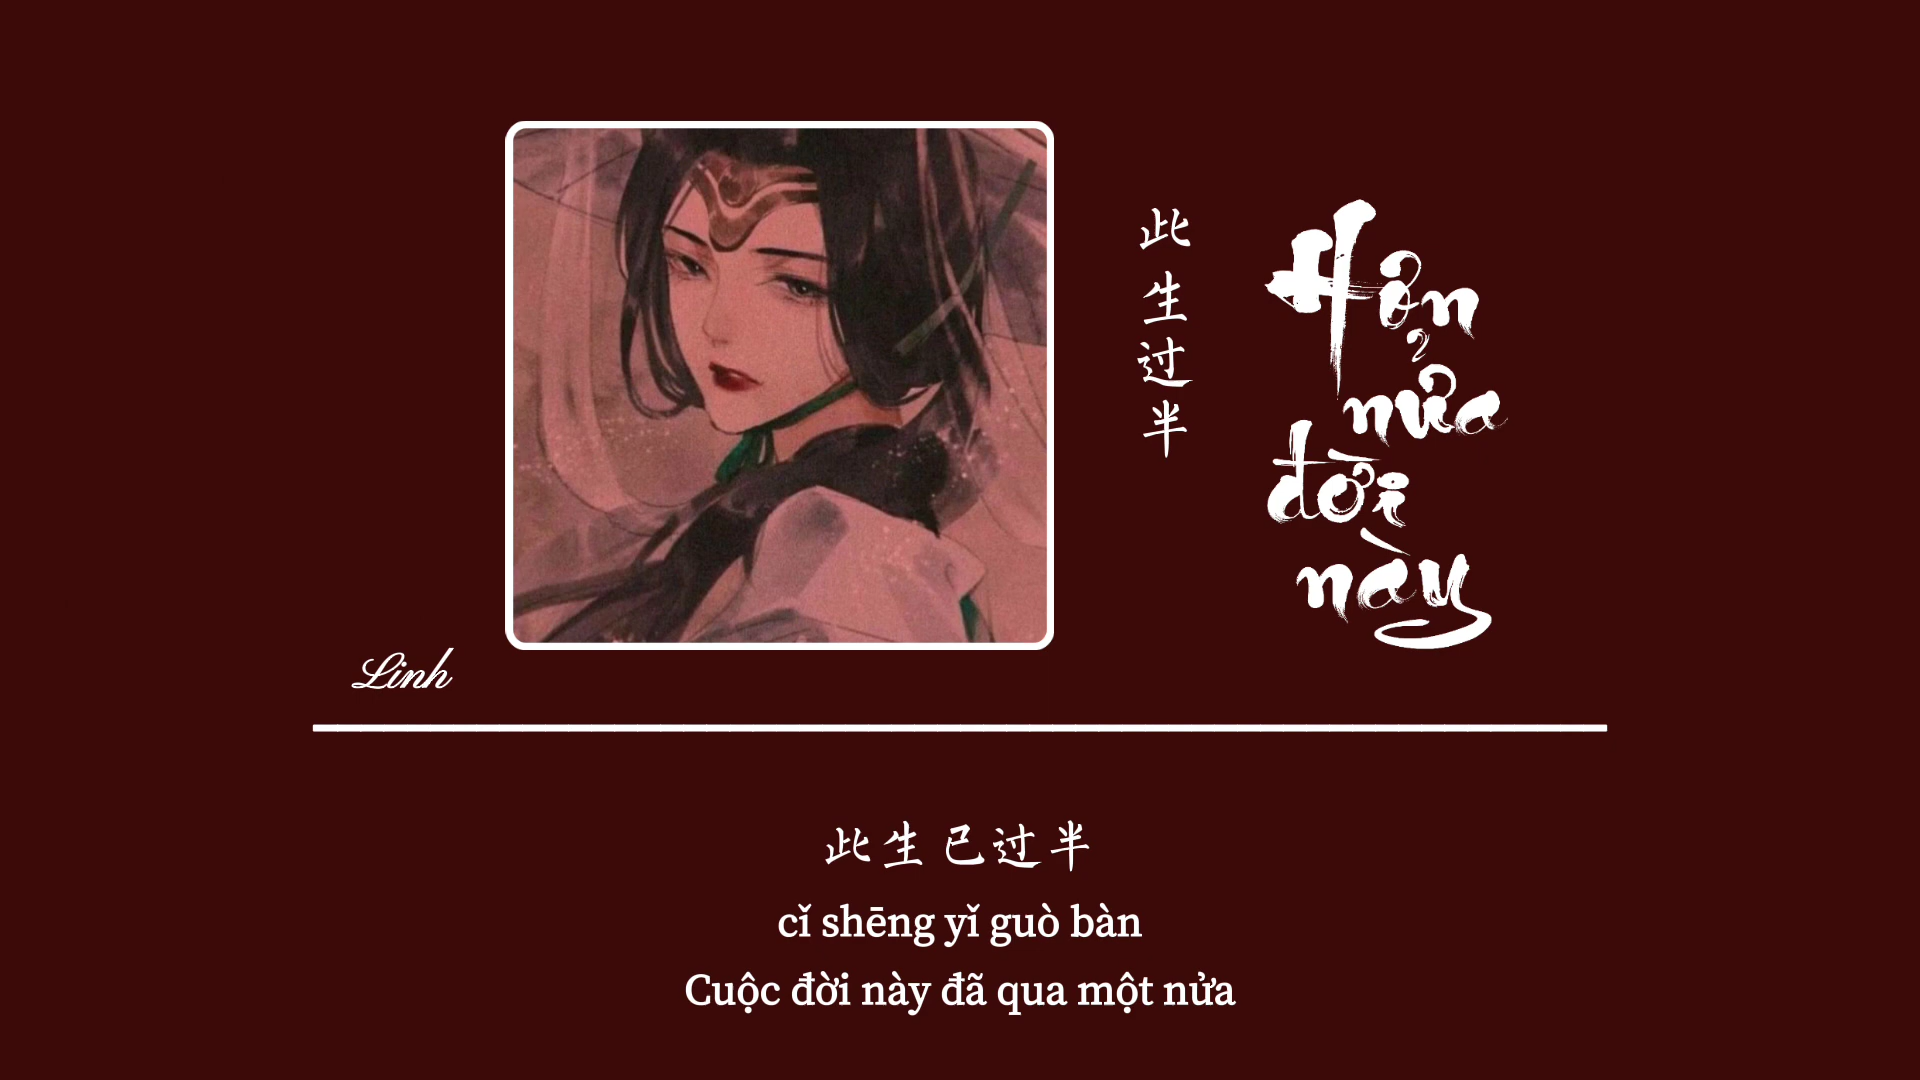 此生过半
Hơn
nửa
đời
này
Linh
此生已过半
cǐ shēng yǐ guò bàn
Cuộc đời này đã qua một nửa